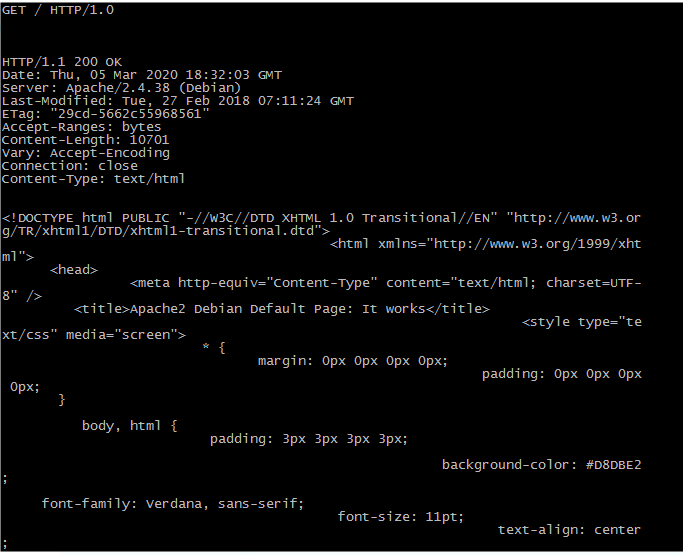 GET / HTTP/1.0
HTTP/1.1 200 OK
Date: Thu, 05 Mar 2020 18:32:03 GMT
Server: Apache/2.4.38 (Debian)
Last-Modified: Tue, 27 Feb 2018 07:11:24 GMT
ETag: "29cd-5662c55968561"
Accept-Ranges: bytes
Content-Length: 10701
Vary: Accept-Encoding
Connection: close
Content-Type: text/html
<!DOCTYPE html PUBLIC "-//W3C//DTD XHTML 1.0 Transitional//EN" "http://www.w3.or
g/TR/xhtml1/DTD/xhtml1-transitional.dtd">
<html xmlns="http://www.w3.org/1999/xht
ml">
<head>
<meta http-equiv="Content-Type" content="text/html; charset=UTF-
8" />
<title>Apache2 Debian Default Page: It works</title>
<style type="te
xt/css" media="screen">
* {
margin: 0px 0px 0px 0px;
padding: 0px 0px 0px
0px;
}
body, html {
padding: 3px 3px 3px 3px;
background-color: #D8DBE2
;
font-family: Verdana, sans-serif;
font-size: 11pt;
text-align: center
;